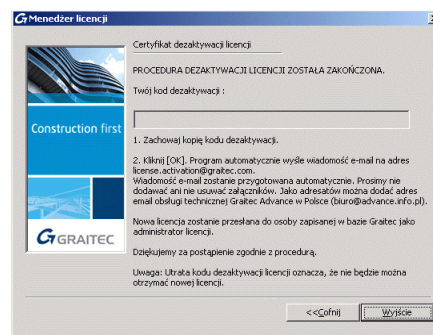 Menedżer licencji
Certyfikat dezaktywacji licencji
PROCEDURA DEZAKTYWACJI LICENCJI ZOSTAŁA ZAKOŃCZONA.
Twój kod dezaktywacji :
Construction first
1. Zachowaj kopię kodu dezaktywacji.
2. Kliknij [OK]. Program automatycznie wyśle wiadomość e-mail na adres
license.activation@graitec.com.
Wiadomość e-mail zostanie przygotowana automatycznie. Prosimy nie
dodawać ani nie usuwać załączników. Jako adresatów można dodać adres
email obsługi technicznej Graitec Advance w Polsce (biuro@advance.info.pl).
Nowa licencja zostanie przesłana do osoby zapisanej w bazie Graitec jako
administrator licencji.
GRAITEC
Dziękujemy za postąpienie zgodnie z procedurą.
Uwaga: Utrata kodu dezaktywacji licencji oznacza, że nie będzie można
otrzymać nowej licencji.
<<Cofnij
Wyjście